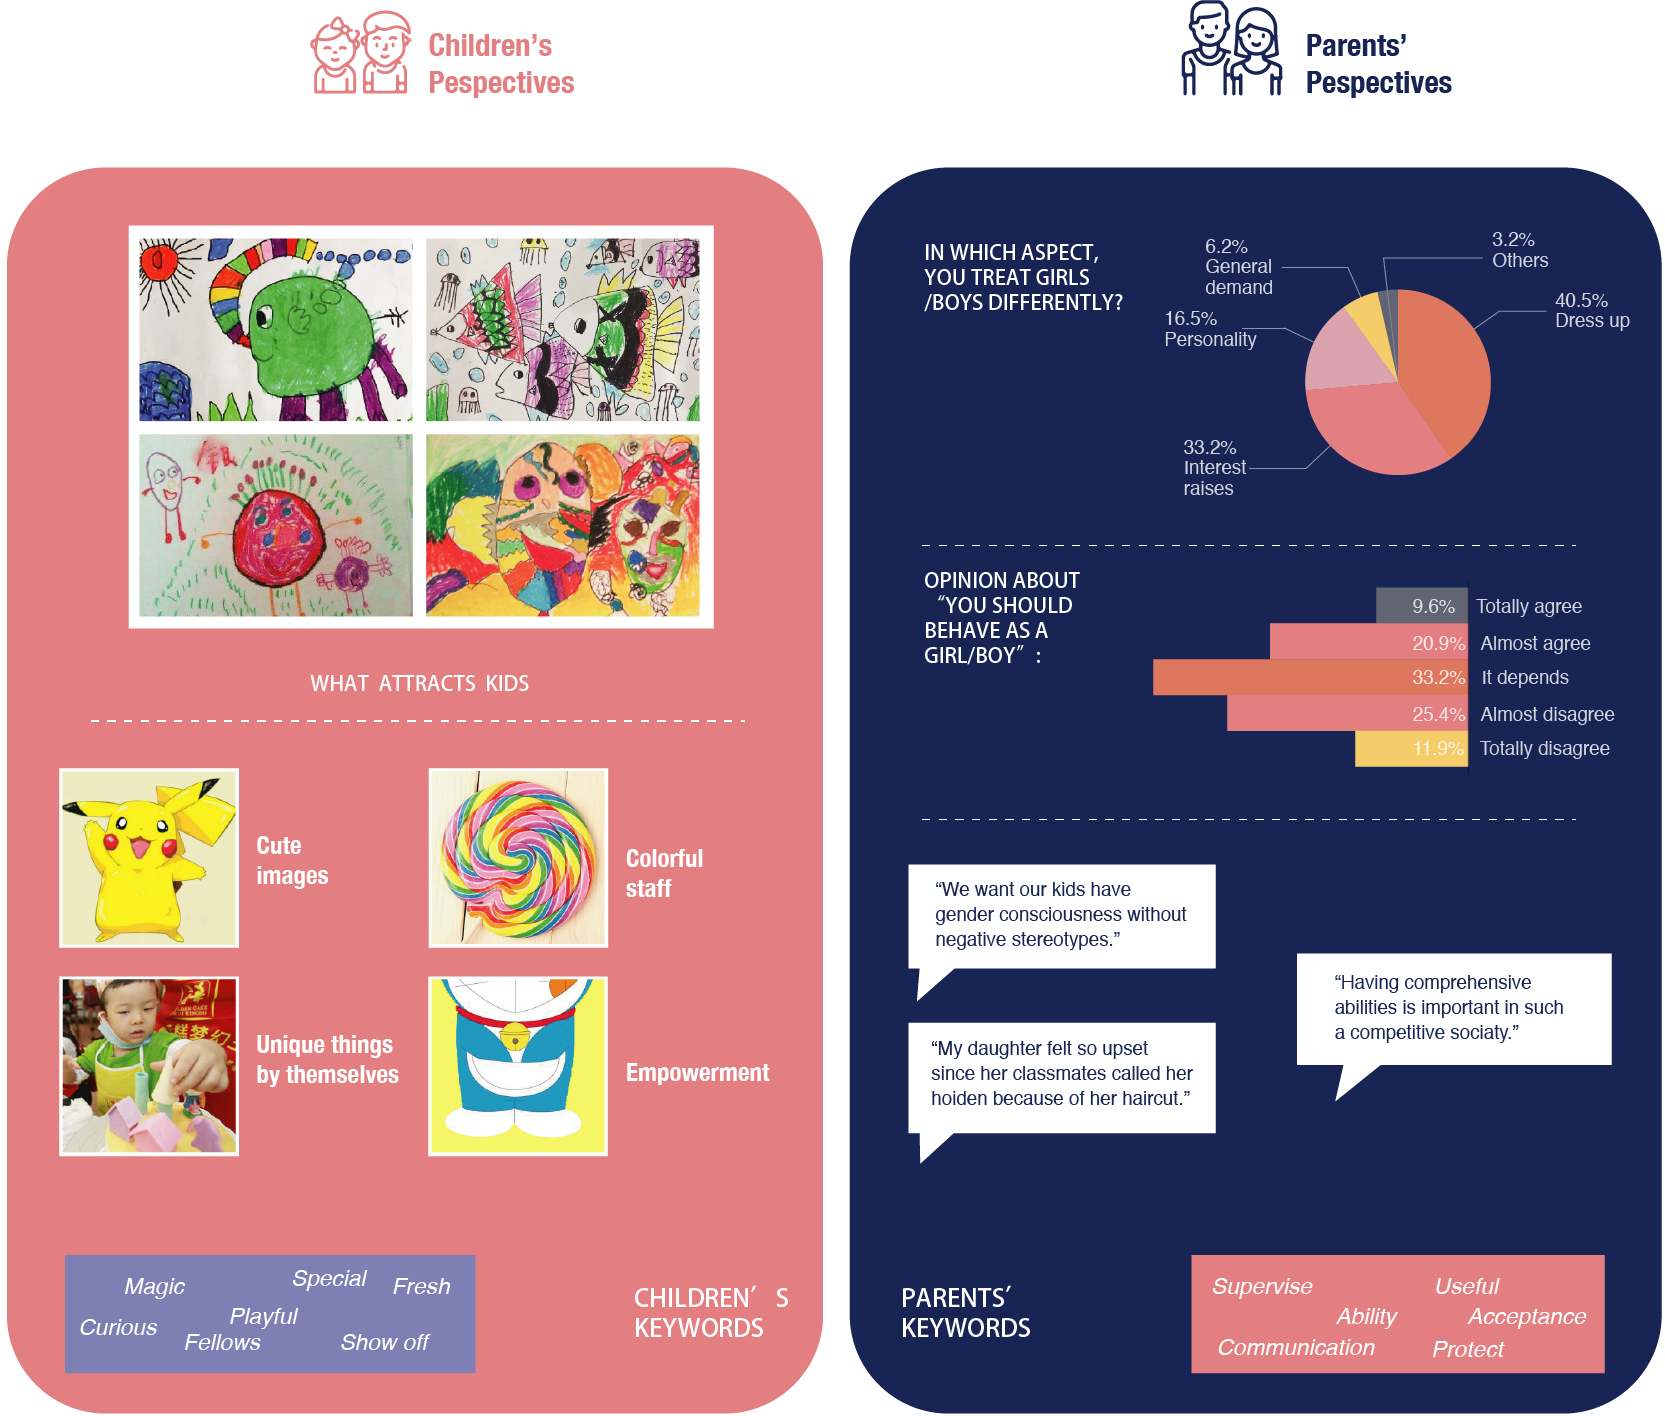 Children’s
Pespectives
WHAT ATTRACTS KIDS
Cute
images
Colorful
staff
Unique things
by themselves
Empowerment
Magic
Special
Fresh
Playful
Curious
Fellows
Show off
CHILDREN’ S
KEYWORDS
Parents’
Pespectives
IN WHICH ASPECT,
YOU TREAT GIRLS
/BOYS DIFFERENTLY?
6.2%
General
demand
3.2%
Others
40.5%
Dress up
16.5%
Personality
33.2%
Interest
raises
OPINION ABOUT
“YOU SHOULD
BEHAVE AS A
GIRL/BOY” :
9.6% Totally agree
20.9% Almost agree
33.2% It depends
25.4% Almost disagree
11.9% Totally disagree
“We want our kids have
gender consciousness without
negative stereotypes.”
“Having comprehensive
abilities is important in such
a competitive sociaty.”
“My daughter felt so upset
since her classmates called her
hoiden because of her haircut.”
PARENTS’
KEYWORDS
Supervise
Useful
Ability
Acceptance
Communication
Protect